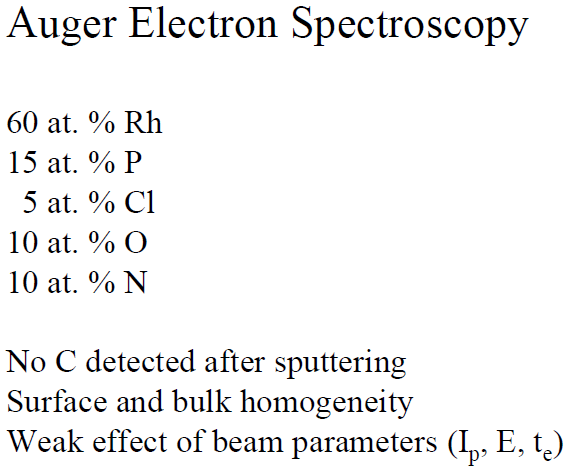 Auger Electron Spectroscopy
60 at. % Rh
15 at. % P
5 at. % Cl
10 at. % O
10 at. % N
No C detected after sputtering
Surface and bulk homogeneity
Weak effect of beam parameters (Ip, E, te)